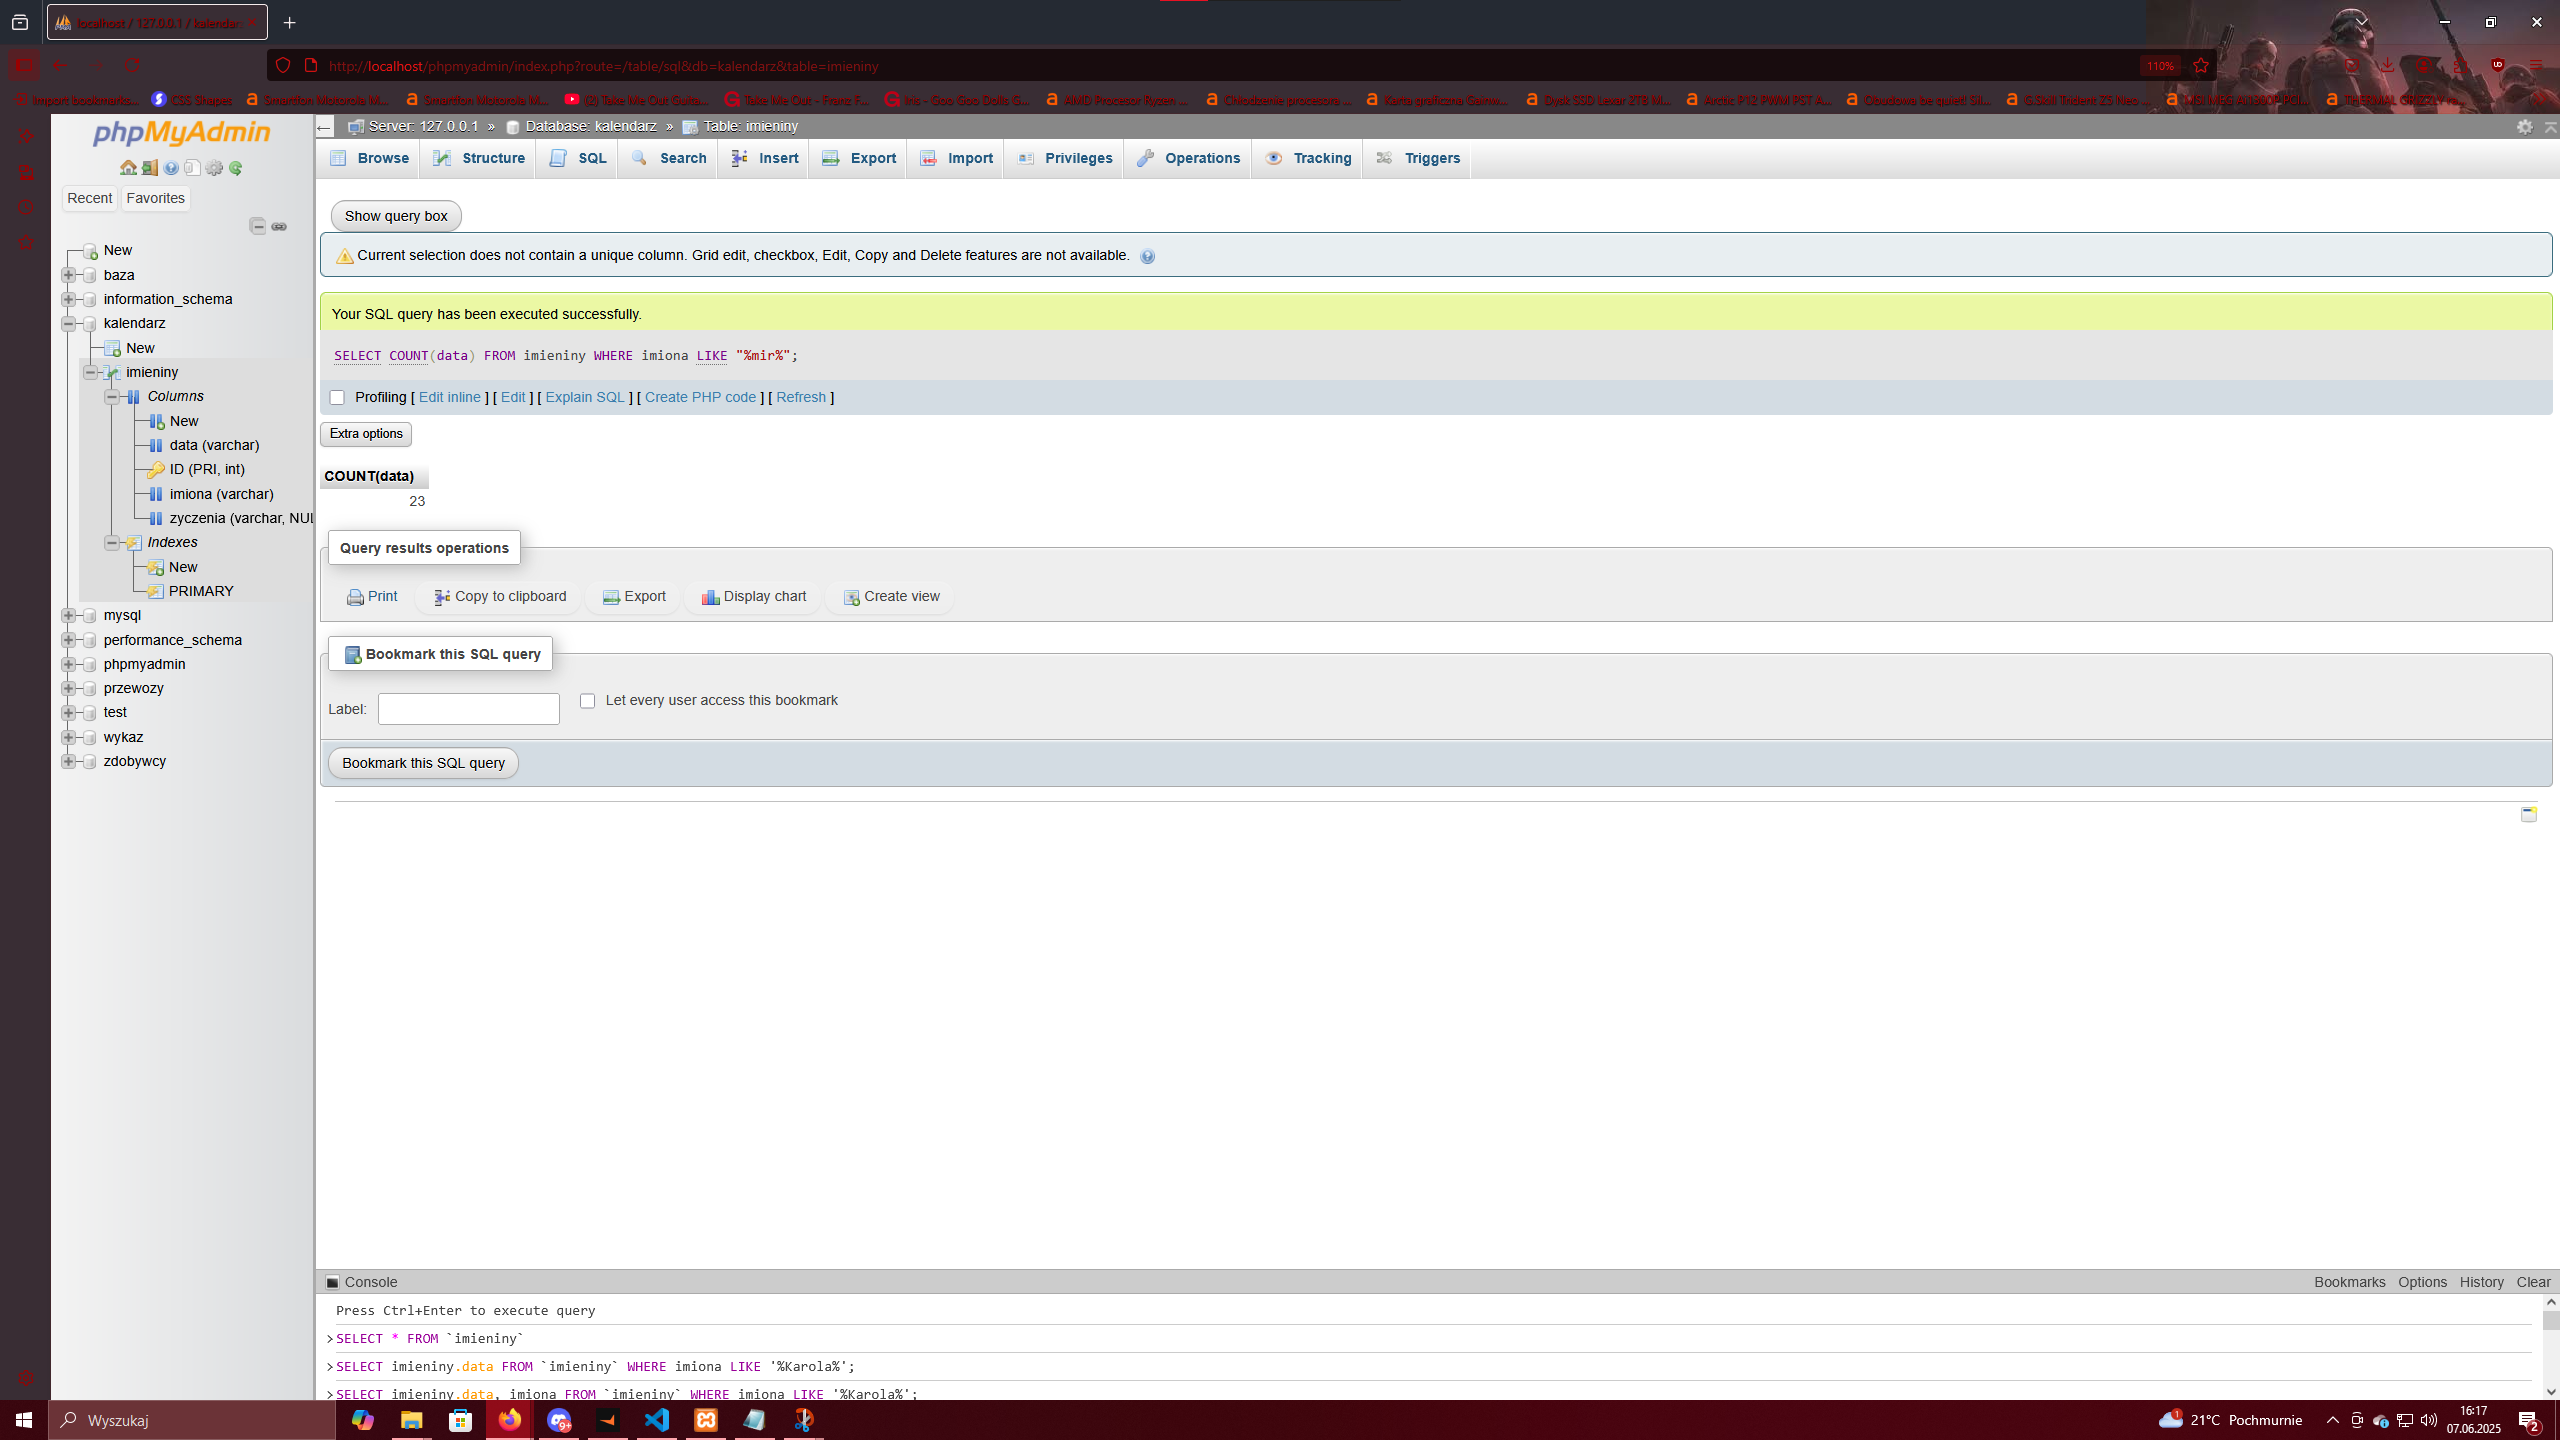 localhost / 127.0.0.1 / kalendarz
http://localhost/phpmyadmin/index.php?route=/table/sql&db=kalendarz&table=imieniny
110%
Import bookmarks...
CSS Shapes
Smartfon Motorola M...
Smartfon Motorola M...
(2) Take Me Out Guita...
Take Me Out - Franz F...
Iris - Goo Goo Dolls G...
AMD Procesor Ryzen ...
Chłodzenie procesora ...
Karta graficzna Gainw...
Dysk SSD Lexar 2TB M...
Arctic P12 PWM PST A...
Obudowa be quiet! Sil...
G.Skill Trident Z5 Neo ...
MSI MEG Ai1300P PCI...
THERMAL GRIZZLY m...
phpMyAdmin
Recent
Favorites
New
baza
information_schema
kalendarz
New
imieniny
Columns
New
data (varchar)
ID (PRI, int)
imiona (varchar)
zyczenia (varchar, NUL
Indexes
New
PRIMARY
mysql
performance_schema
phpmyadmin
przewozy
test
wykaz
zdobywcy
← Server: 127.0.0.1 » Database: kalendarz » Table: imieniny
Browse Structure SQL Search Insert Export Import Privileges Operations Tracking Triggers
Show query box
Current selection does not contain a unique column. Grid edit, checkbox, Edit, Copy and Delete features are not available.
Your SQL query has been executed successfully.
SELECT COUNT(data) FROM imieniny WHERE imiona LIKE "%mir%";
Profiling [ Edit inline ] [ Edit ] [ Explain SQL ] [ Create PHP code ] [ Refresh ]
Extra options
COUNT(data)
23
Query results operations
Print Copy to clipboard Export Display chart Create view
Bookmark this SQL query
Label:
Let every user access this bookmark
Bookmark this SQL query
Console Bookmarks Options History Clear
Press Ctrl+Enter to execute query
>SELECT * FROM `imieniny`
>SELECT imieniny.data FROM `imieniny` WHERE imiona LIKE '%Karola%';
>SELECT imieniny.data, imiona FROM `imieniny` WHERE imiona LIKE '%Karola%';
Wyszukaj
9+
1
21°C Pochmurnie
16:17
07.06.2025
2